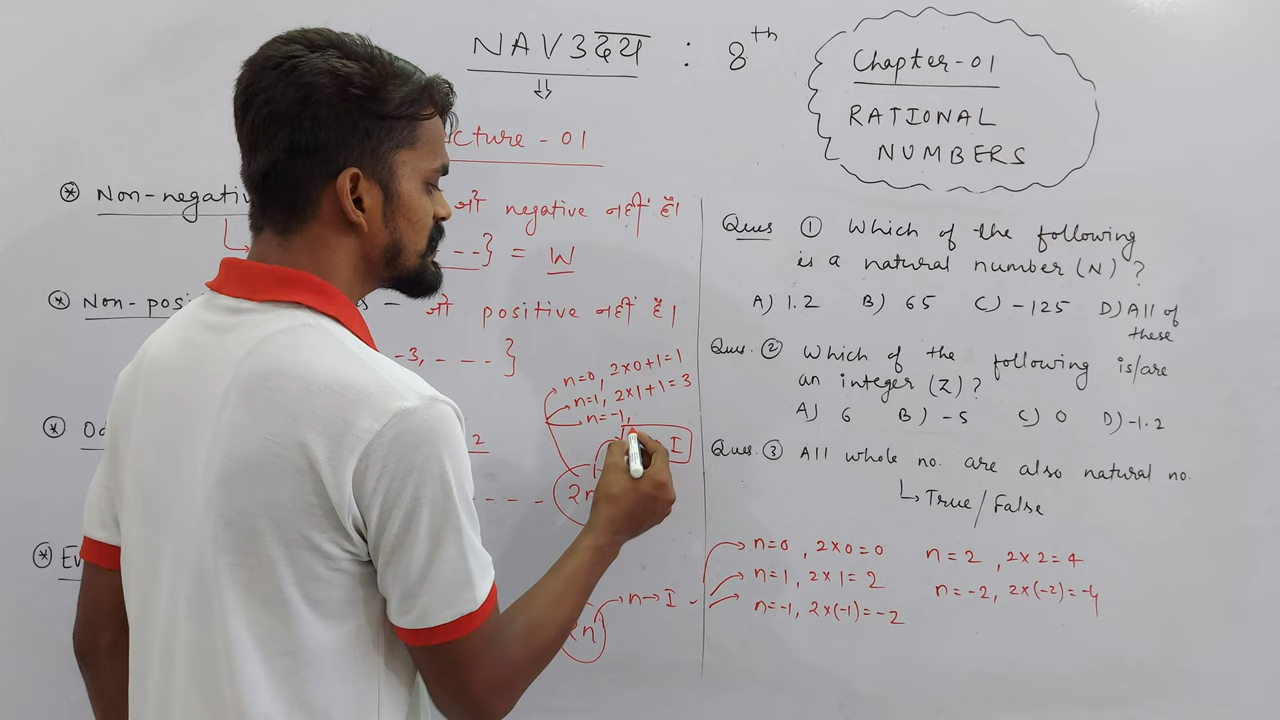 NAV3दय : 8th
⇓
Chapter-01
RATIONAL
NUMBERS
cture - 01
⊛ Non-negativ
जो negative नहीं है।
- --} = W
⊛ Non-posi
s - जो positive नहीं है।
-3, - -- }
n=0, 2×0+1=1
n=1, 2×1+1=3
n=-1,
⊛ Od
2
I
- - - -
2n
⊛ Ev
n→I
2n
Ques ① Which of the following
is a natural number (N) ?
A) 1.2 B) 65 C) -125 D) All of
these
Ques. ② Which of the following is/are
an integer (Z) ?
A) 6 B) -5 C) 0 D) -1.2
Ques. ③ All whole no. are also natural no.
↳ True/False
n=0, 2×0=0 n=2, 2×2=4
n=1, 2×1=2 n=-2, 2×(-2)=-4
n=-1, 2×(-1)=-2